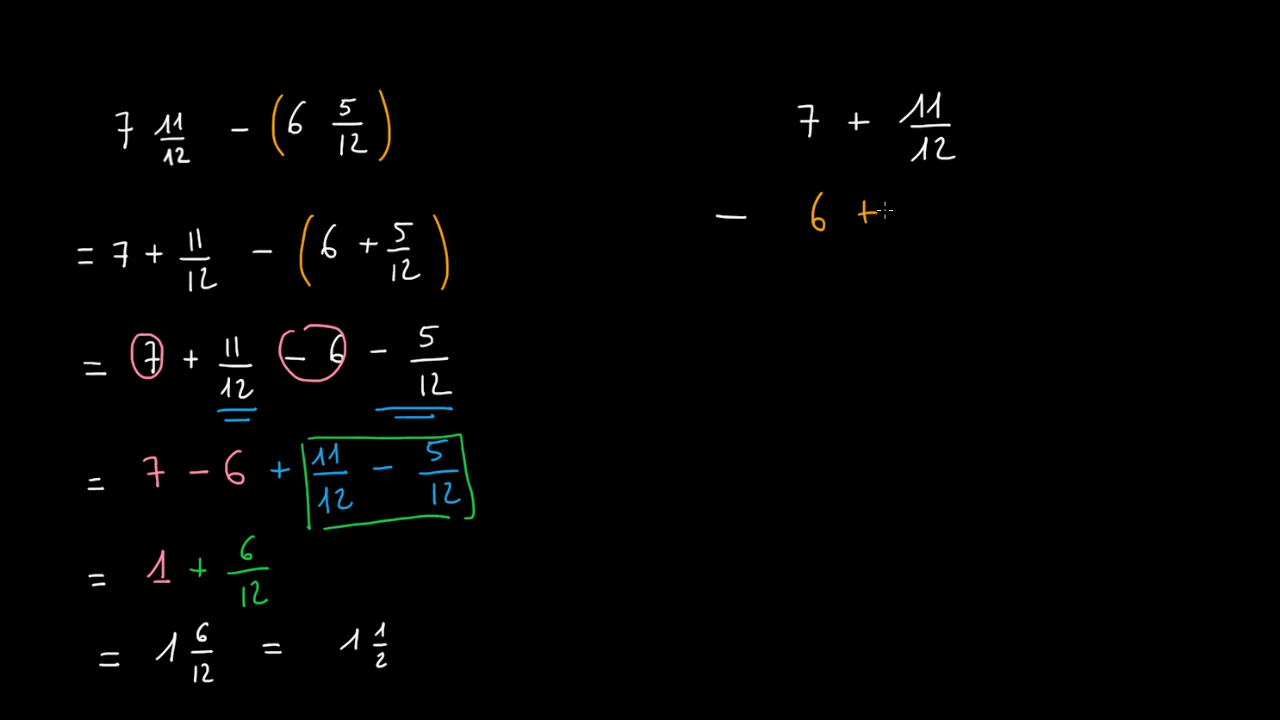 7 11/12 - (6 5/12)
= 7 + 11/12 - (6 + 5/12)
= 7 + 11/12 - 6 - 5/12
= 7 - 6 + 11/12 - 5/12
= 1 + 6/12
= 1 6/12 = 1 1/2
7 + 11/12
- 6 +